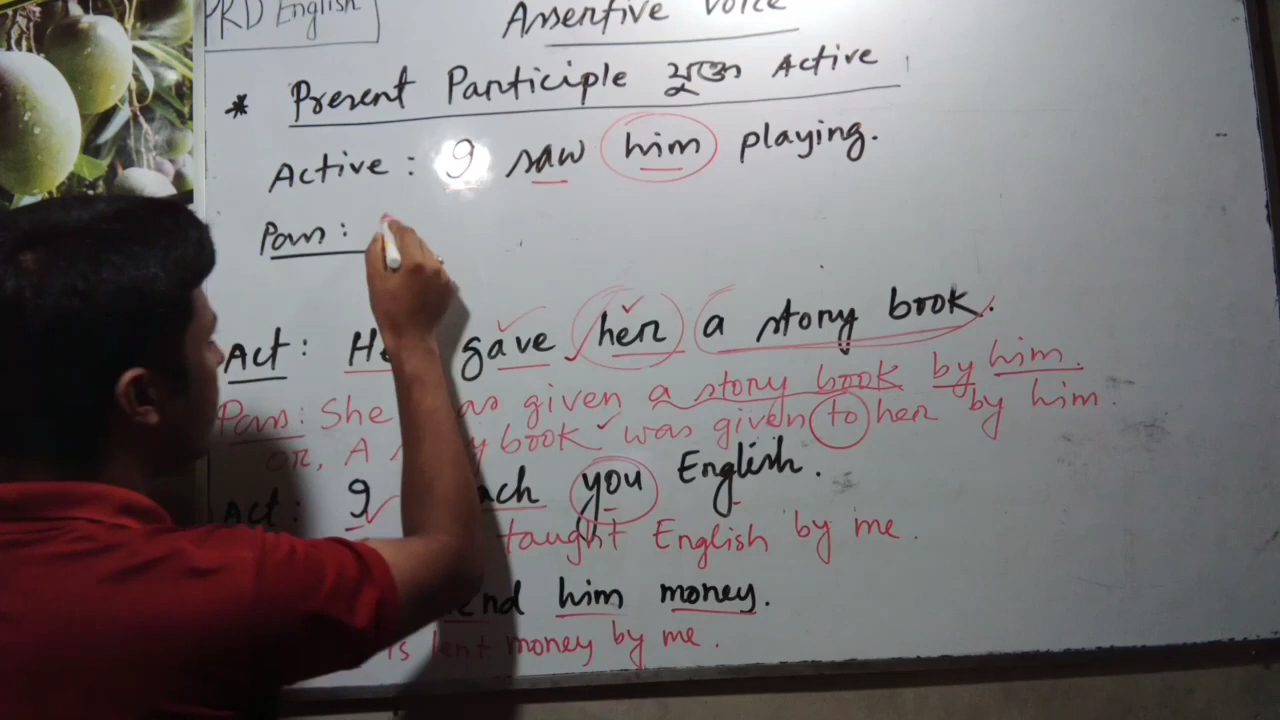 PRD English
Assertive Voice
* Present Participle যুক্ত Active
Active : I saw him playing.
Pass :
Act : He gave her a story book.
Pass : She was given a story book by him.
or, A story book was given to her by him.
Act : I teach you English.
taught English by me.
lend him money.
is lent money by me.